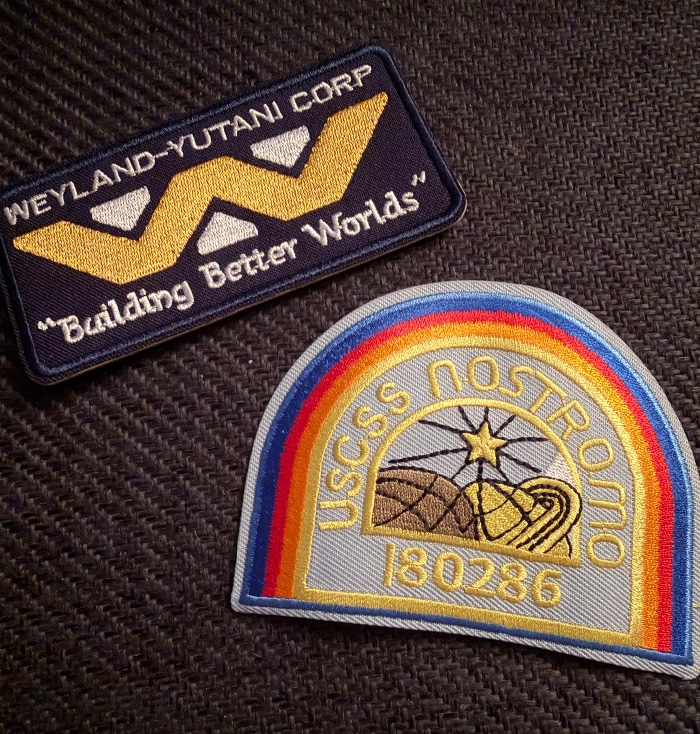 WEYLAND-YUTANI CORP
“Building Better Worlds”
USCSS NOSTROMO
180286